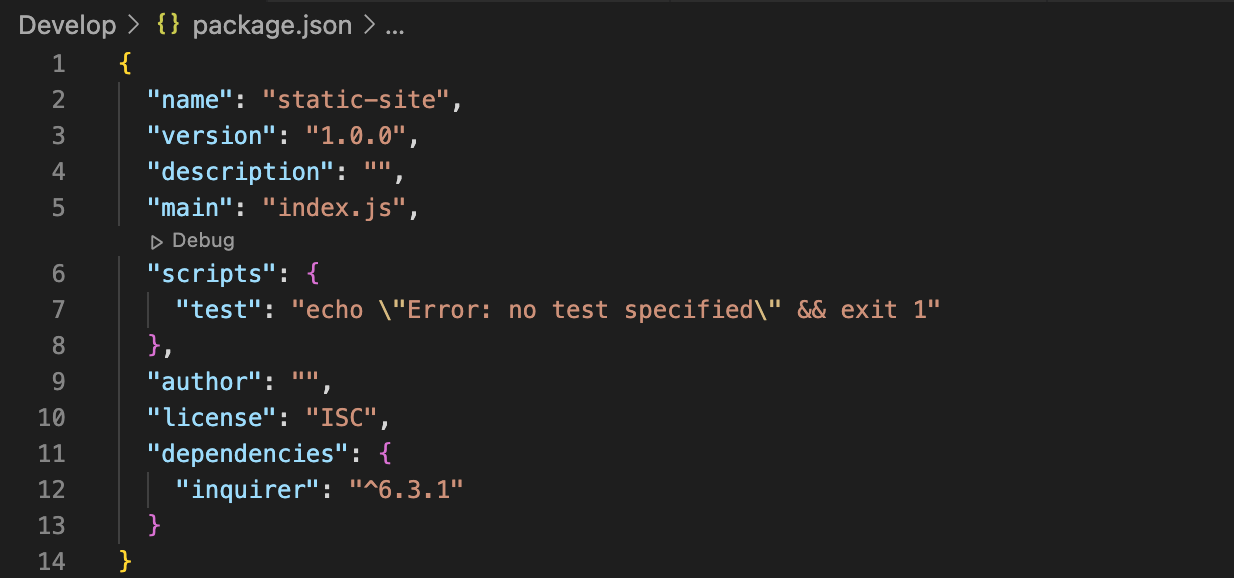 Develop > {} package.json > ...
1 {
2 "name": "static-site",
3 "version": "1.0.0",
4 "description": "",
5 "main": "index.js",
Debug
6 "scripts": {
7 "test": "echo \"Error: no test specified\" && exit 1"
8 },
9 "author": "",
10 "license": "ISC",
11 "dependencies": {
12 "inquirer": "^6.3.1"
13 }
14 }